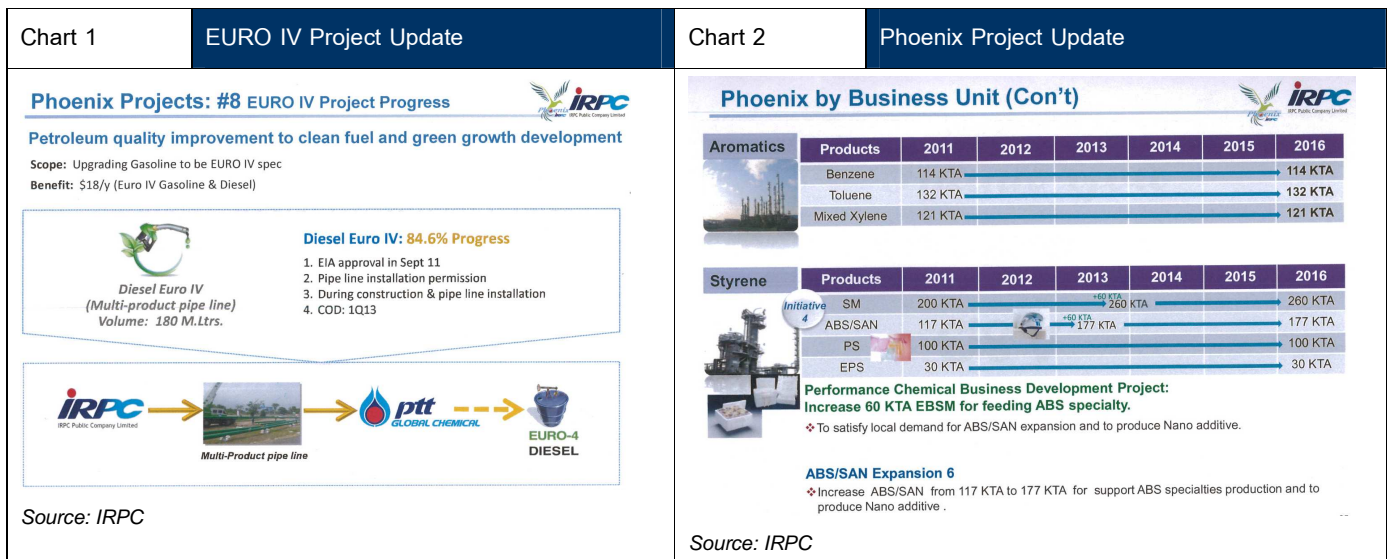 Chart 1
EURO IV Project Update
Phoenix Projects: #8 EURO IV Project Progress
Phoenix
IRPC
IRPC Public Company Limited
Petroleum quality improvement to clean fuel and green growth development
Scope: Upgrading Gasoline to be EURO IV spec
Benefit: $18/y (Euro IV Gasoline & Diesel)
Diesel Euro IV
(Multi-product pipe line)
Volume: 180 M.Ltrs.
Diesel Euro IV: 84.6% Progress
1. EIA approval in Sept 11
2. Pipe line installation permission
3. During construction & pipe line installation
4. COD: 1Q13
IRPC
IRPC Public Company Limited
Multi-Product pipe line
ptt
GLOBAL CHEMICAL
EURO-4
DIESEL
Source: IRPC
Chart 2
Phoenix Project Update
Phoenix by Business Unit (Con't)
Phoenix
IRPC
IRPC Public Company Limited
Aromatics
Products 2011 2012 2013 2014 2015 2016
Benzene 114 KTA 114 KTA
Toluene 132 KTA 132 KTA
Mixed Xylene 121 KTA 121 KTA
Styrene
Products 2011 2012 2013 2014 2015 2016
Initiative
4
SM 200 KTA +60 KTA 260 KTA 260 KTA
ABS/SAN 117 KTA +60 KTA 177 KTA 177 KTA
PS 100 KTA 100 KTA
EPS 30 KTA 30 KTA
Performance Chemical Business Development Project:
Increase 60 KTA EBSM for feeding ABS specialty.
❖To satisfy local demand for ABS/SAN expansion and to produce Nano additive.
ABS/SAN Expansion 6
❖Increase ABS/SAN from 117 KTA to 177 KTA for support ABS specialties production and to
produce Nano additive .
Source: IRPC